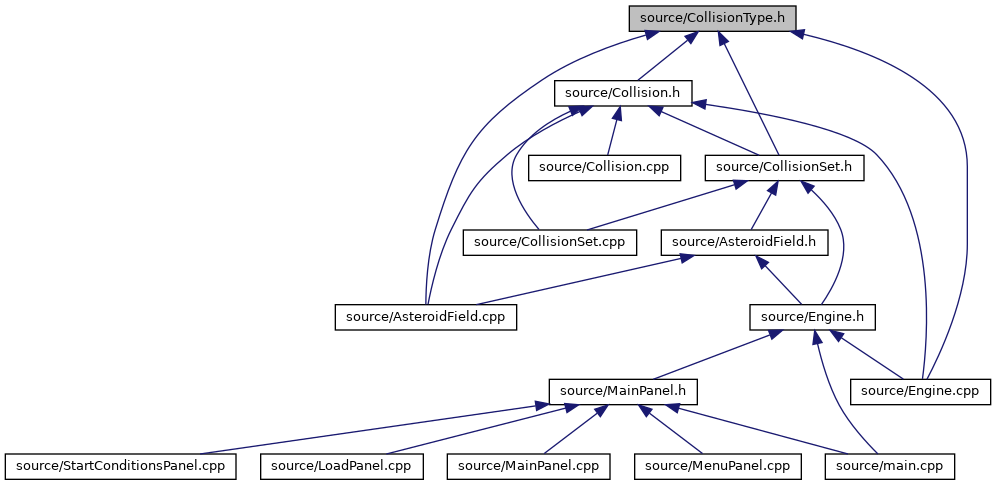 source/CollisionType.h
source/Collision.h
source/Collision.cpp
source/CollisionSet.h
source/CollisionSet.cpp
source/AsteroidField.h
source/AsteroidField.cpp
source/Engine.h
source/MainPanel.h
source/Engine.cpp
source/StartConditionsPanel.cpp
source/LoadPanel.cpp
source/MainPanel.cpp
source/MenuPanel.cpp
source/main.cpp